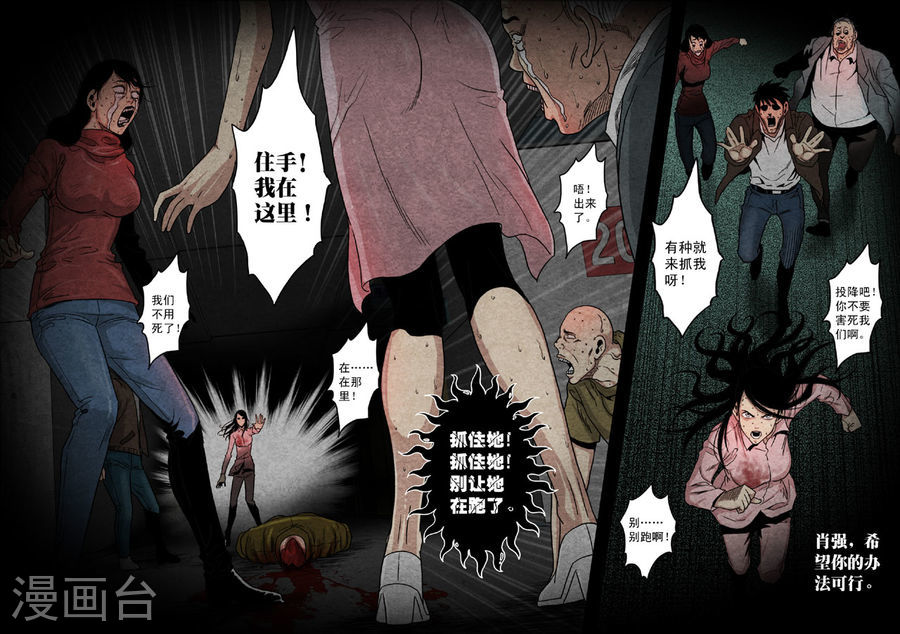 住手！
我在
这里！
我们
不用
死了！
唔！
出来
了。
20
在……
在那
里！
抓住她！
抓住她！
别让她
在跑了。
有种就
来抓我
呀！
投降吧！
你不要
害死我
们啊。
别……
别跑啊！
肖强，希
望你的办
法可行。
漫画台